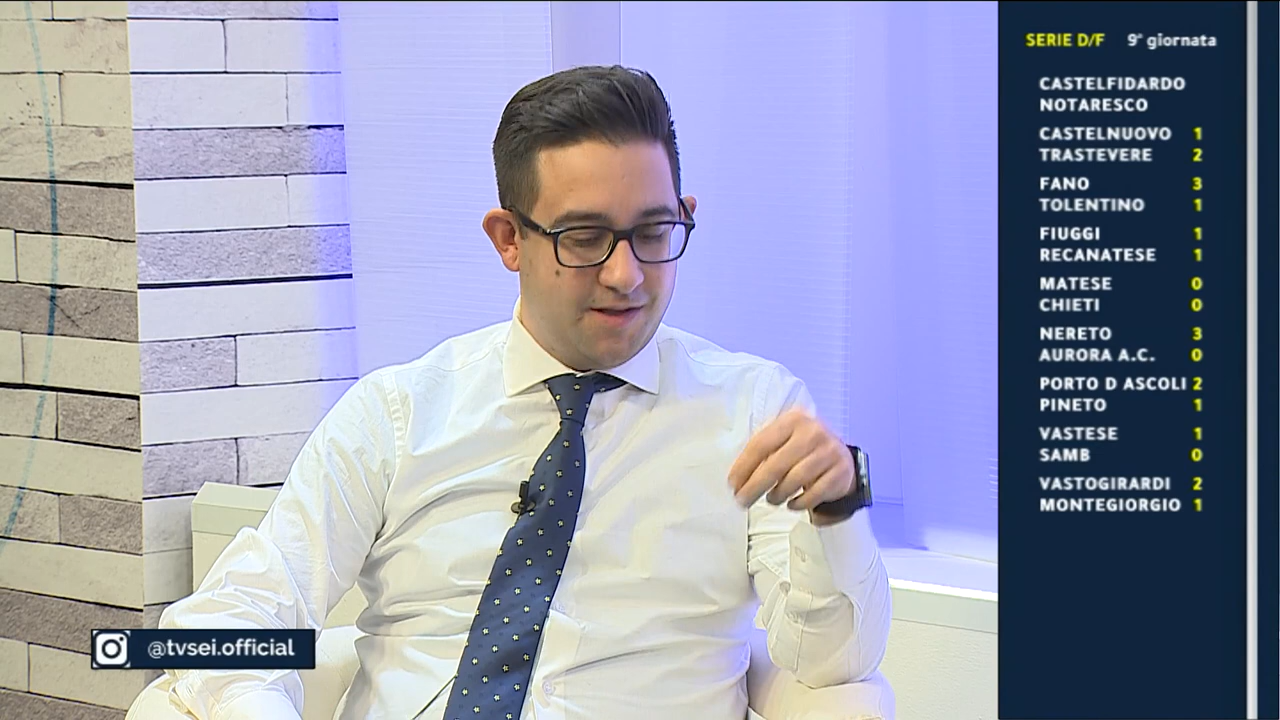 SERIE D/F 9ª giornata
CASTELFIDARDO
NOTARESCO
CASTELNUOVO 1
TRASTEVERE 2
FANO 3
TOLENTINO 1
FIUGGI 1
RECANATESE 1
MATESE 0
CHIETI 0
NERETO 3
AURORA A.C. 0
PORTO D ASCOLI 2
PINETO 1
VASTESE 1
SAMB 0
VASTOGIRARDI 2
MONTEGIORGIO 1
@tvsei.official